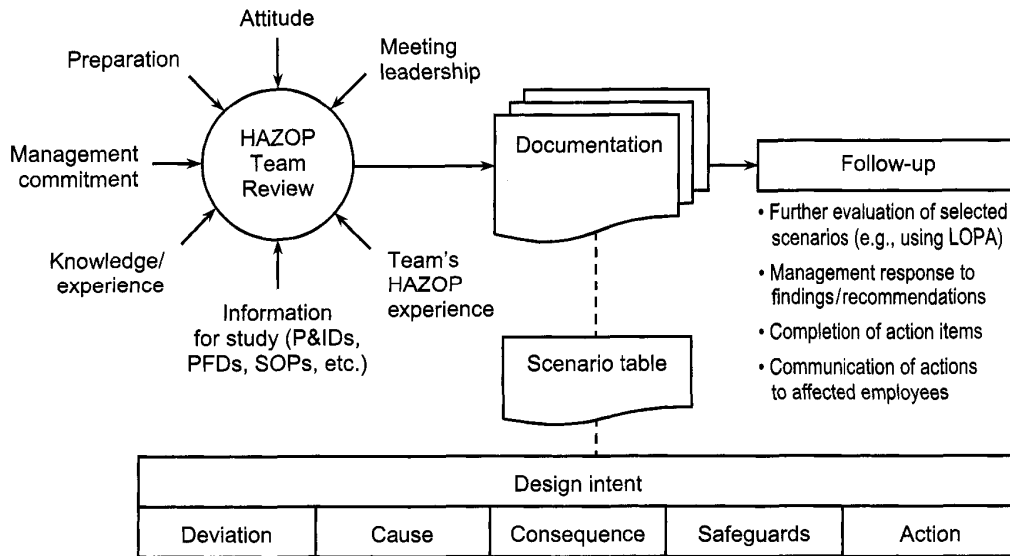 Attitude
Preparation
Meeting
leadership
Management
commitment
HAZOP
Team
Review
Knowledge/
experience
Information
for study (P&IDs,
PFDs, SOPs, etc.)
Team's
HAZOP
experience
Documentation
Follow-up
• Further evaluation of selected
scenarios (e.g., using LOPA)
• Management response to
findings/recommendations
• Completion of action items
• Communication of actions
to affected employees
Scenario table
Design intent
Deviation
Cause
Consequence
Safeguards
Action